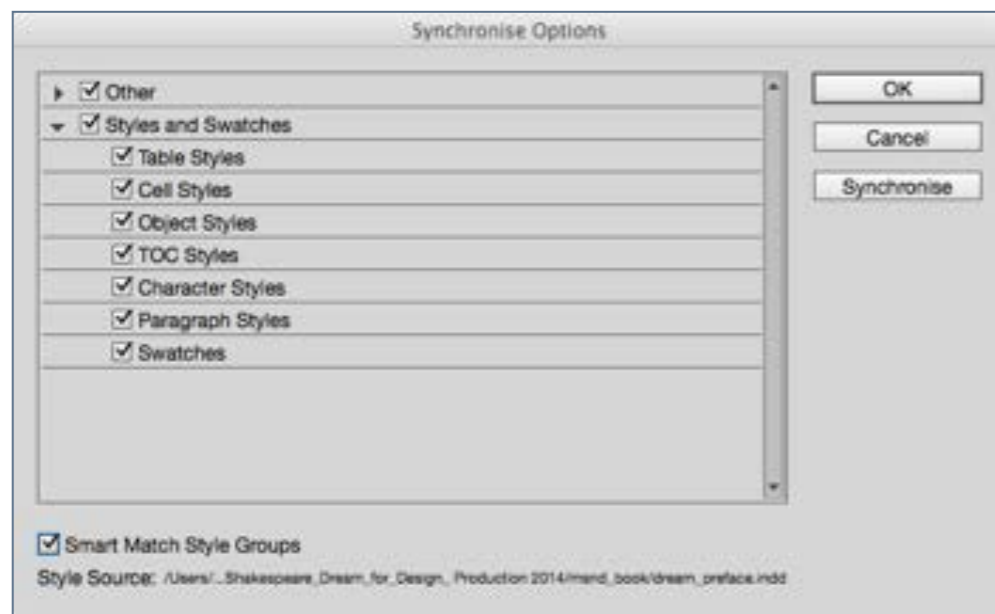 Synchronise Options
Other
Styles and Swatches
Table Styles
Cell Styles
Object Styles
TOC Styles
Character Styles
Paragraph Styles
Swatches
OK
Cancel
Synchronise
Smart Match Style Groups
Style Source: /Users/...Shakespeare_Dream_for_Design_ Production 2014/msnd_book/dream_preface.indd